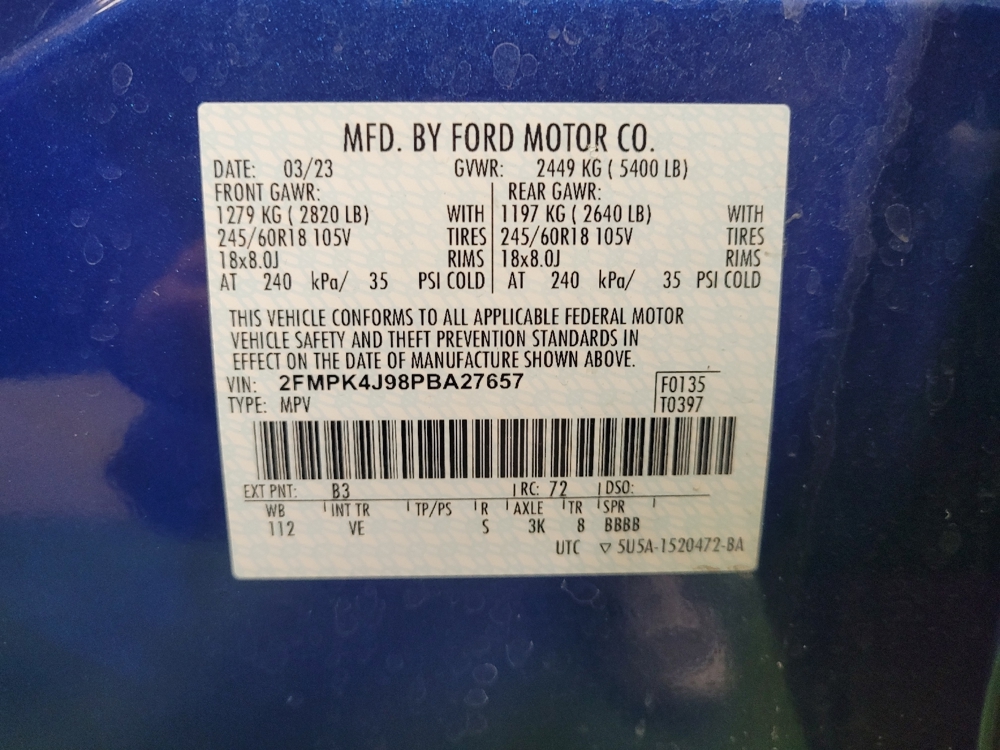 MFD. BY FORD MOTOR CO.
DATE: 03/23 GVWR: 2449 KG ( 5400 LB)
FRONT GAWR: REAR GAWR:
1279 KG ( 2820 LB) WITH 1197 KG ( 2640 LB) WITH
245/60R18 105V TIRES 245/60R18 105V TIRES
18x8.0J RIMS 18x8.0J RIMS
AT 240 kPa/ 35 PSI COLD AT 240 kPa/ 35 PSI COLD
THIS VEHICLE CONFORMS TO ALL APPLICABLE FEDERAL MOTOR
VEHICLE SAFETY AND THEFT PREVENTION STANDARDS IN
EFFECT ON THE DATE OF MANUFACTURE SHOWN ABOVE.
VIN: 2FMPK4J98PBA27657 F0135
TYPE: MPV T0397
EXT PNT: B3 RC: 72 DSO:
WB INT TR TP/PS R AXLE TR SPR
112 VE S 3K 8 BBBB
UTC ▽ 5U5A-1520472-BA